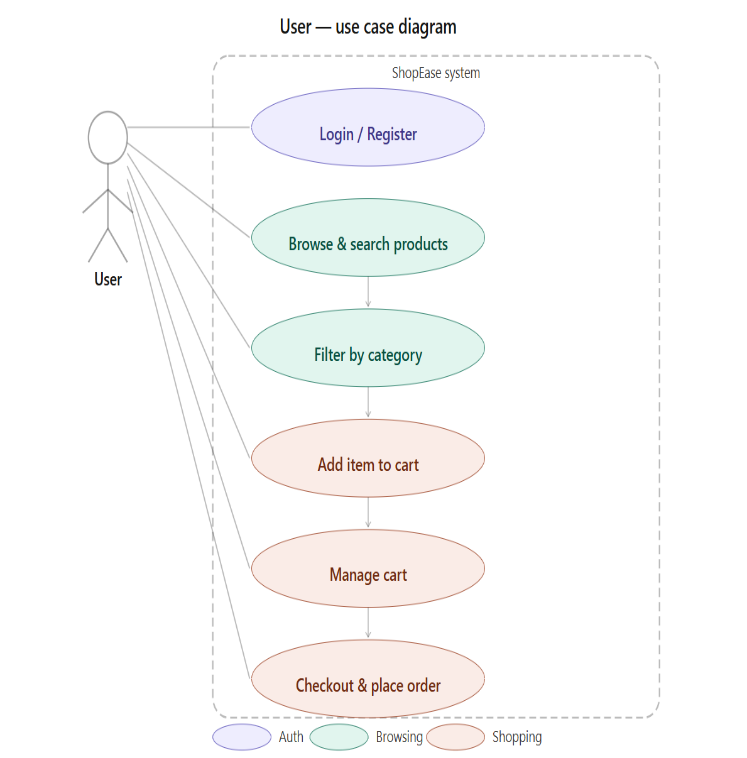 User — use case diagram
ShopEase system
Login / Register
Browse & search products
User
Filter by category
Add item to cart
Manage cart
Checkout & place order
Auth
Browsing
Shopping